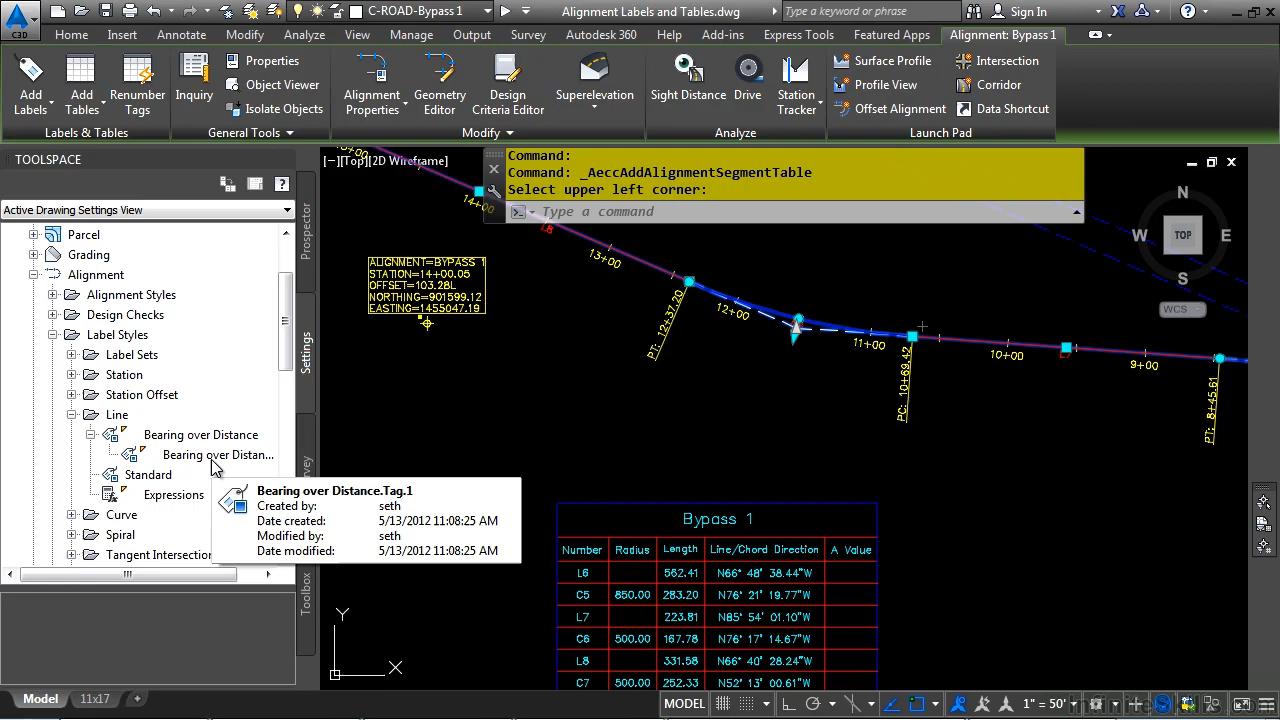 C-ROAD-Bypass 1
Alignment Labels and Tables.dwg
Type a keyword or phrase
Sign In
C3D
Home Insert Annotate Modify Analyze View Manage Output Survey Autodesk 360 Help Add-ins Express Tools Featured Apps Alignment: Bypass 1
Add Labels
Add Tables
Renumber Tags
Labels & Tables
Inquiry
Properties
Object Viewer
Isolate Objects
General Tools
Alignment Properties
Geometry Editor
Design Criteria Editor
Superelevation
Modify
Sight Distance
Drive
Station Tracker
Analyze
Surface Profile
Profile View
Offset Alignment
Intersection
Corridor
Data Shortcut
Launch Pad
TOOLSPACE
Active Drawing Settings View
Parcel
Grading
Alignment
Alignment Styles
Design Checks
Label Styles
Label Sets
Station
Station Offset
Line
Bearing over Distance
Bearing over Distan...
Standard
Expressions
Curve
Spiral
Tangent Intersection
Prospector
Settings
Toolbox
Bearing over Distance.Tag.1
Created by: seth
Date created: 5/13/2012 11:08:25 AM
Modified by: seth
Date modified: 5/13/2012 11:08:25 AM
[−][Top][2D Wireframe]
Command:
Command: _AeccAddAlignmentSegmentTable
Select upper left corner:
Type a command
N
W TOP E
S
WCS
14+00
L8
13+00
ALIGNMENT=BYPASS 1
STATION=14+00.05
OFFSET=103.28L
NORTHING=901599.12
EASTING=1455047.19
PT: 12+37.20
12+00
11+00
PC: 10+69.42
10+00
L7
9+00
PT: 8+45.61
Bypass 1
Number Radius Length Line/Chord Direction A Value
L6 562.41 N66° 48' 38.44"W
C5 850.00 283.20 N76° 21' 19.77"W
L7 223.81 N85° 54' 01.10"W
C6 500.00 167.78 N76° 17' 14.67"W
L8 331.58 N66° 40' 28.24"W
C7 500.00 252.33 N52° 13' 00.61"W
Y
X
Model 11x17
MODEL
1" = 50'